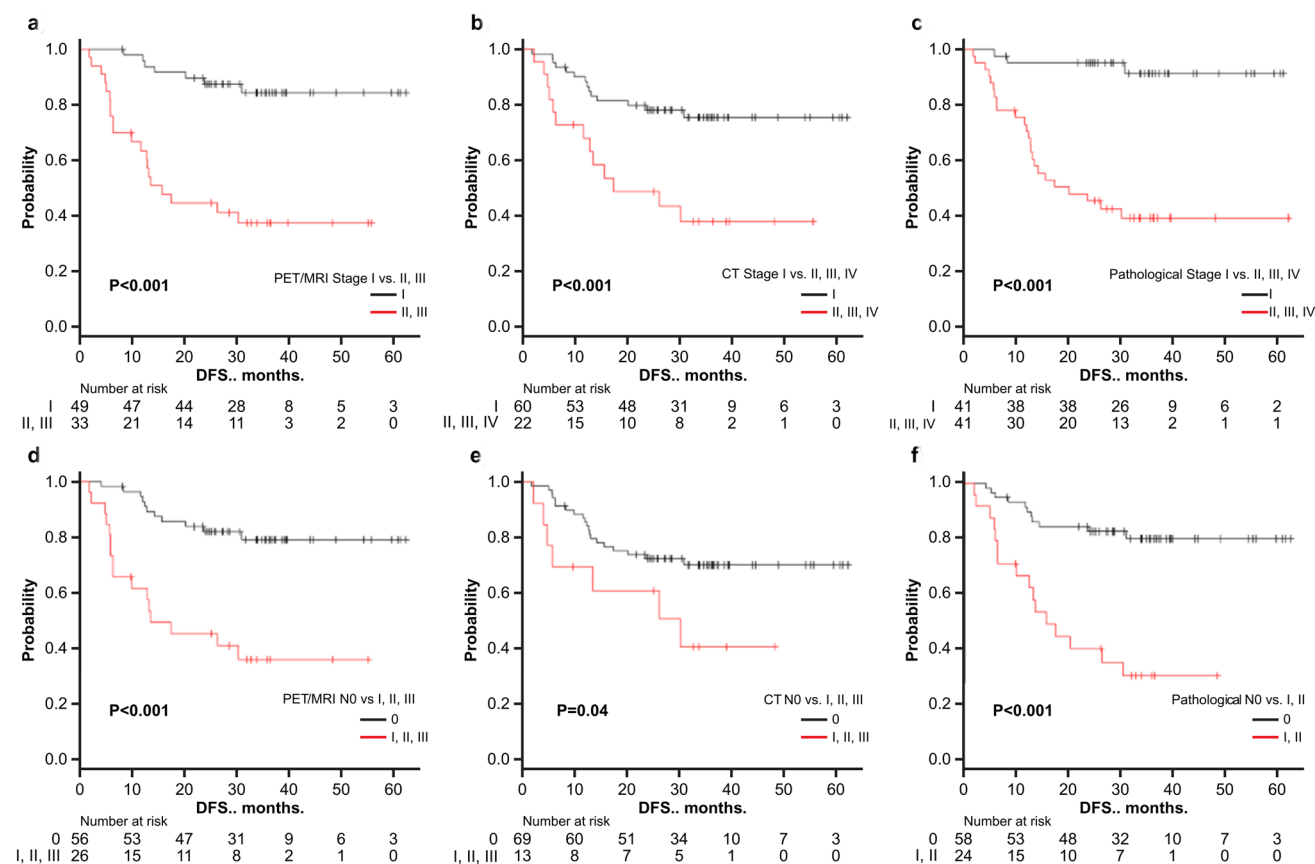 a
1.0
0.8
0.6
0.4
0.2
0.0
Probability
P<0.001
PET/MRI Stage I vs. II, III
I
II, III
0 10 20 30 40 50 60
DFS.. months.
Number at risk
I 49 47 44 28 8 5 3
II, III 33 21 14 11 3 2 0
b
1.0
0.8
0.6
0.4
0.2
0.0
Probability
P<0.001
CT Stage I vs. II, III, IV
I
II, III, IV
0 10 20 30 40 50 60
DFS.. months.
Number at risk
I 60 53 48 31 9 6 3
II, III, IV 22 15 10 8 2 1 0
c
1.0
0.8
0.6
0.4
0.2
0.0
Probability
P<0.001
Pathological Stage I vs. II, III, IV
I
II, III, IV
0 10 20 30 40 50 60
DFS.. months.
Number at risk
I 41 38 38 26 9 6 2
II, III, IV 41 30 20 13 2 1 1
d
1.0
0.8
0.6
0.4
0.2
0.0
Probability
P<0.001
PET/MRI N0 vs I, II, III
0
I, II, III
0 10 20 30 40 50 60
DFS.. months.
Number at risk
0 56 53 47 31 9 6 3
I, II, III 26 15 11 8 2 1 0
e
1.0
0.8
0.6
0.4
0.2
0.0
Probability
P=0.04
CT N0 vs. I, II, III
0
I, II, III
0 10 20 30 40 50 60
DFS.. months.
Number at risk
0 69 60 51 34 10 7 3
I, II, III 13 8 7 5 1 0 0
f
1.0
0.8
0.6
0.4
0.2
0.0
Probability
P<0.001
Pathological N0 vs. I, II
0
I, II
0 10 20 30 40 50 60
DFS.. months.
Number at risk
0 58 53 48 32 10 7 3
I, II 24 15 10 7 1 0 0